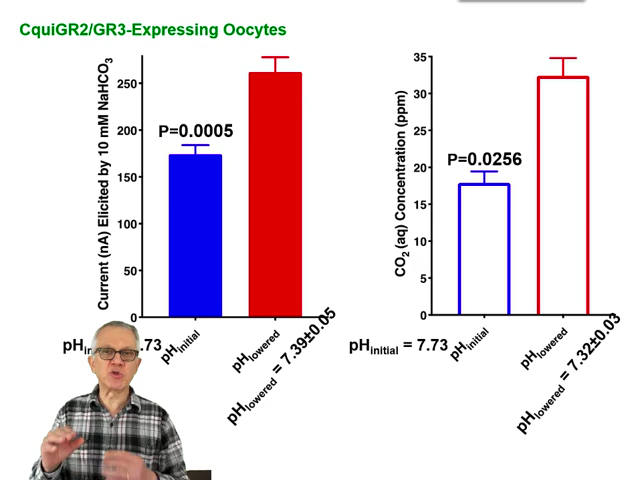 CquiGR2/GR3-Expressing Oocytes
Current (nA) Elicited by 10 mM NaHCO3
250
200
150
100
50
0
P=0.0005
pHinitial
pHlowered
.73
pHlowered = 7.39±0.05
CO2 (aq) Concentration (ppm)
35
30
25
20
15
10
5
0
P=0.0256
pHinitial
pHlowered
pHinitial = 7.73
pHlowered = 7.32±0.03